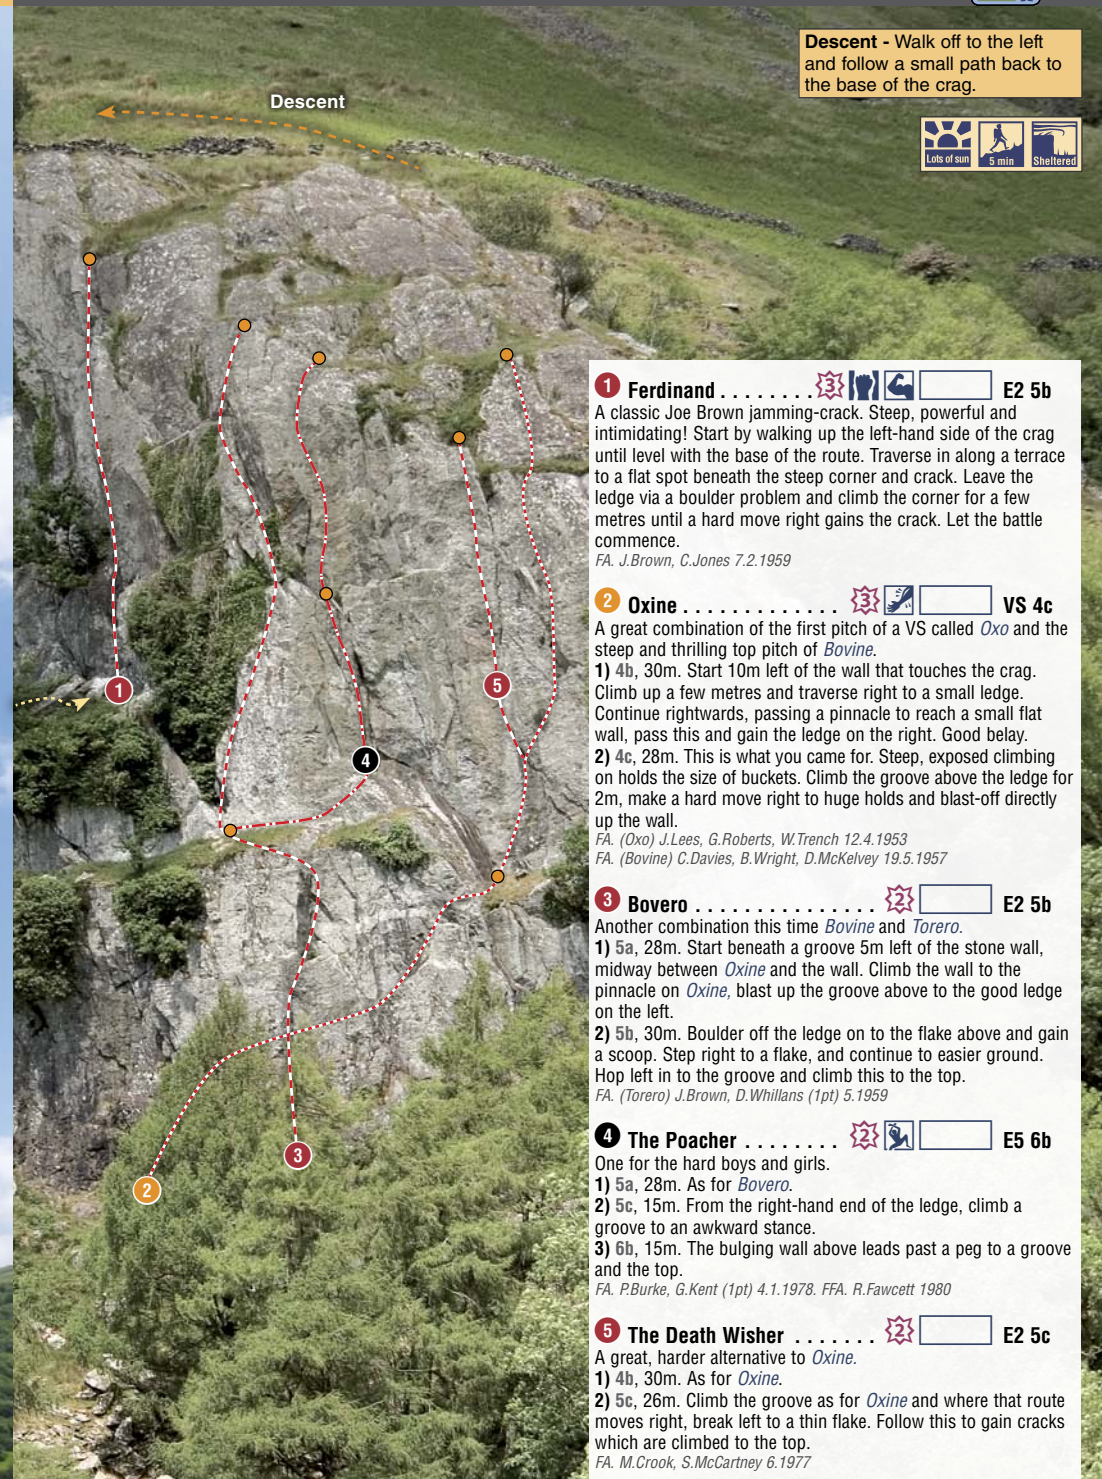 Descent - Walk off to the left
and follow a small path back to
the base of the crag.
Descent
Lots of sun
5 min
Sheltered
1 Ferdinand . . . . . . . . 3 E2 5b
A classic Joe Brown jamming-crack. Steep, powerful and
intimidating! Start by walking up the left-hand side of the crag
until level with the base of the route. Traverse in along a terrace
to a flat spot beneath the steep corner and crack. Leave the
ledge via a boulder problem and climb the corner for a few
metres until a hard move right gains the crack. Let the battle
commence.
FA. J.Brown, C.Jones 7.2.1959
2 Oxine . . . . . . . . . . . . . 3 VS 4c
A great combination of the first pitch of a VS called Oxo and the
steep and thrilling top pitch of Bovine.
1) 4b, 30m. Start 10m left of the wall that touches the crag.
Climb up a few metres and traverse right to a small ledge.
Continue rightwards, passing a pinnacle to reach a small flat
wall, pass this and gain the ledge on the right. Good belay.
2) 4c, 28m. This is what you came for. Steep, exposed climbing
on holds the size of buckets. Climb the groove above the ledge for
2m, make a hard move right to huge holds and blast-off directly
up the wall.
FA. (Oxo) J.Lees, G.Roberts, W.Trench 12.4.1953
FA. (Bovine) C.Davies, B.Wright, D.McKelvey 19.5.1957
3 Bovero . . . . . . . . . . . . . . . 2 E2 5b
Another combination this time Bovine and Torero.
1) 5a, 28m. Start beneath a groove 5m left of the stone wall,
midway between Oxine and the wall. Climb the wall to the
pinnacle on Oxine, blast up the groove above to the good ledge
on the left.
2) 5b, 30m. Boulder off the ledge on to the flake above and gain
a scoop. Step right to a flake, and continue to easier ground.
Hop left in to the groove and climb this to the top.
FA. (Torero) J.Brown, D.Whillans (1pt) 5.1959
4 The Poacher . . . . . . . . 2 E5 6b
One for the hard boys and girls.
1) 5a, 28m. As for Bovero.
2) 5c, 15m. From the right-hand end of the ledge, climb a
groove to an awkward stance.
3) 6b, 15m. The bulging wall above leads past a peg to a groove
and the top.
FA. P.Burke, G.Kent (1pt) 4.1.1978. FFA. R.Fawcett 1980
5 The Death Wisher . . . . . . . 2 E2 5c
A great, harder alternative to Oxine.
1) 4b, 30m. As for Oxine.
2) 5c, 26m. Climb the groove as for Oxine and where that route
moves right, break left to a thin flake. Follow this to gain cracks
which are climbed to the top.
FA. M.Crook, S.McCartney 6.1977
1
5
4
3
2